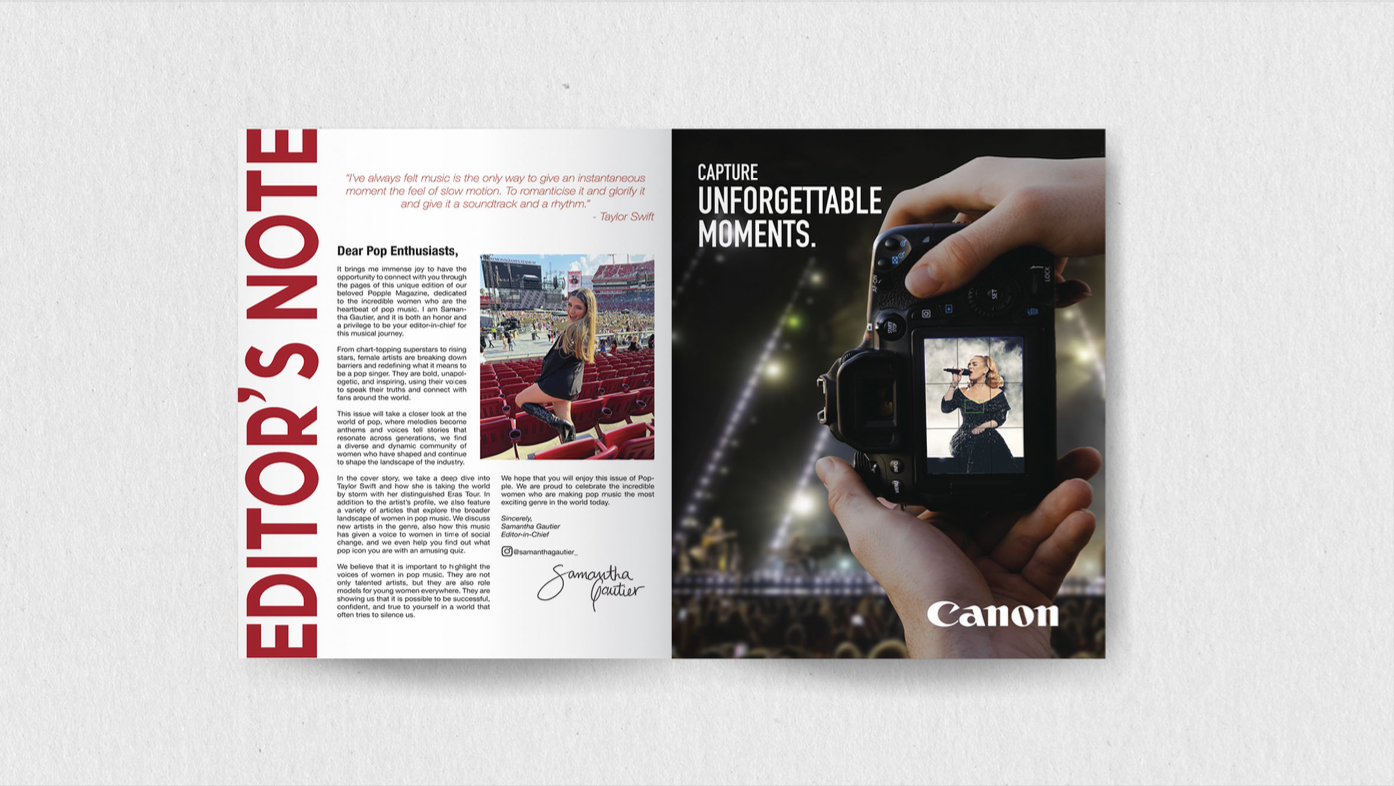 EDITOR'S NOTE
"I've always felt music is the only way to give an instantaneous
moment the feel of slow motion. To romanticise it and glorify it
and give it a soundtrack and a rhythm."
- Taylor Swift
Dear Pop Enthusiasts,
It brings me immense joy to have the
opportunity to connect with you through
the pages of this unique edition of our
beloved Popple Magazine, dedicated
to the incredible women who are the
heartbeat of pop music. I am Saman-
tha Gautier, and it is both an honor and
a privilege to be your editor-in-chief for
this musical journey.
From chart-topping superstars to rising
stars, female artists are breaking down
barriers and redefining what it means to
be a pop singer. They are bold, unapol-
ogetic, and inspiring, using their voices
to speak their truths and connect with
fans around the world.
This issue will take a closer look at the
world of pop, where melodies become
anthems and voices tell stories that
resonate across generations, we find
a diverse and dynamic community of
women who have shaped and continue
to shape the landscape of the industry.
In the cover story, we take a deep dive into
Taylor Swift and how she is taking the world
by storm with her distinguished Eras Tour. In
addition to the artist's profile, we also feature
a variety of articles that explore the broader
landscape of women in pop music. We discuss
new artists in the genre, also how this music
has given a voice to women in time of social
change, and we even help you find out what
pop icon you are with an amusing quiz.
We believe that it is important to highlight the
voices of women in pop music. They are not
only talented artists, but they are also role
models for young women everywhere. They are
showing us that it is possible to be successful,
confident, and true to yourself in a world that
often tries to silence us.
We hope that you will enjoy this issue of Pop-
ple. We are proud to celebrate the incredible
women who are making pop music the most
exciting genre in the world today.
Sincerely,
Samantha Gautier
Editor-in-Chief
@samanthagautier_
Samantha
Gautier
CAPTURE
UNFORGETTABLE
MOMENTS.
LOCK
Canon